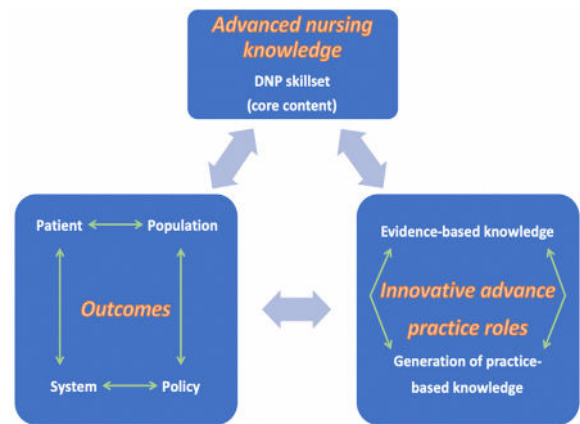 Advanced nursing
knowledge
DNP skillset
(core content)
Patient
Population
Outcomes
System
Policy
Evidence-based knowledge
Innovative advance
practice roles
Generation of practice-
based knowledge